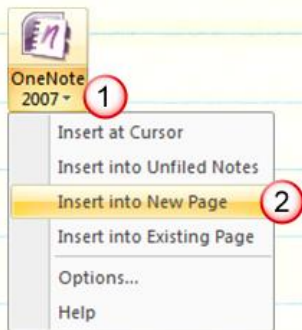 OneNote
2007
1
Insert at Cursor
Insert into Unfiled Notes
Insert into New Page
2
Insert into Existing Page
Options...
Help